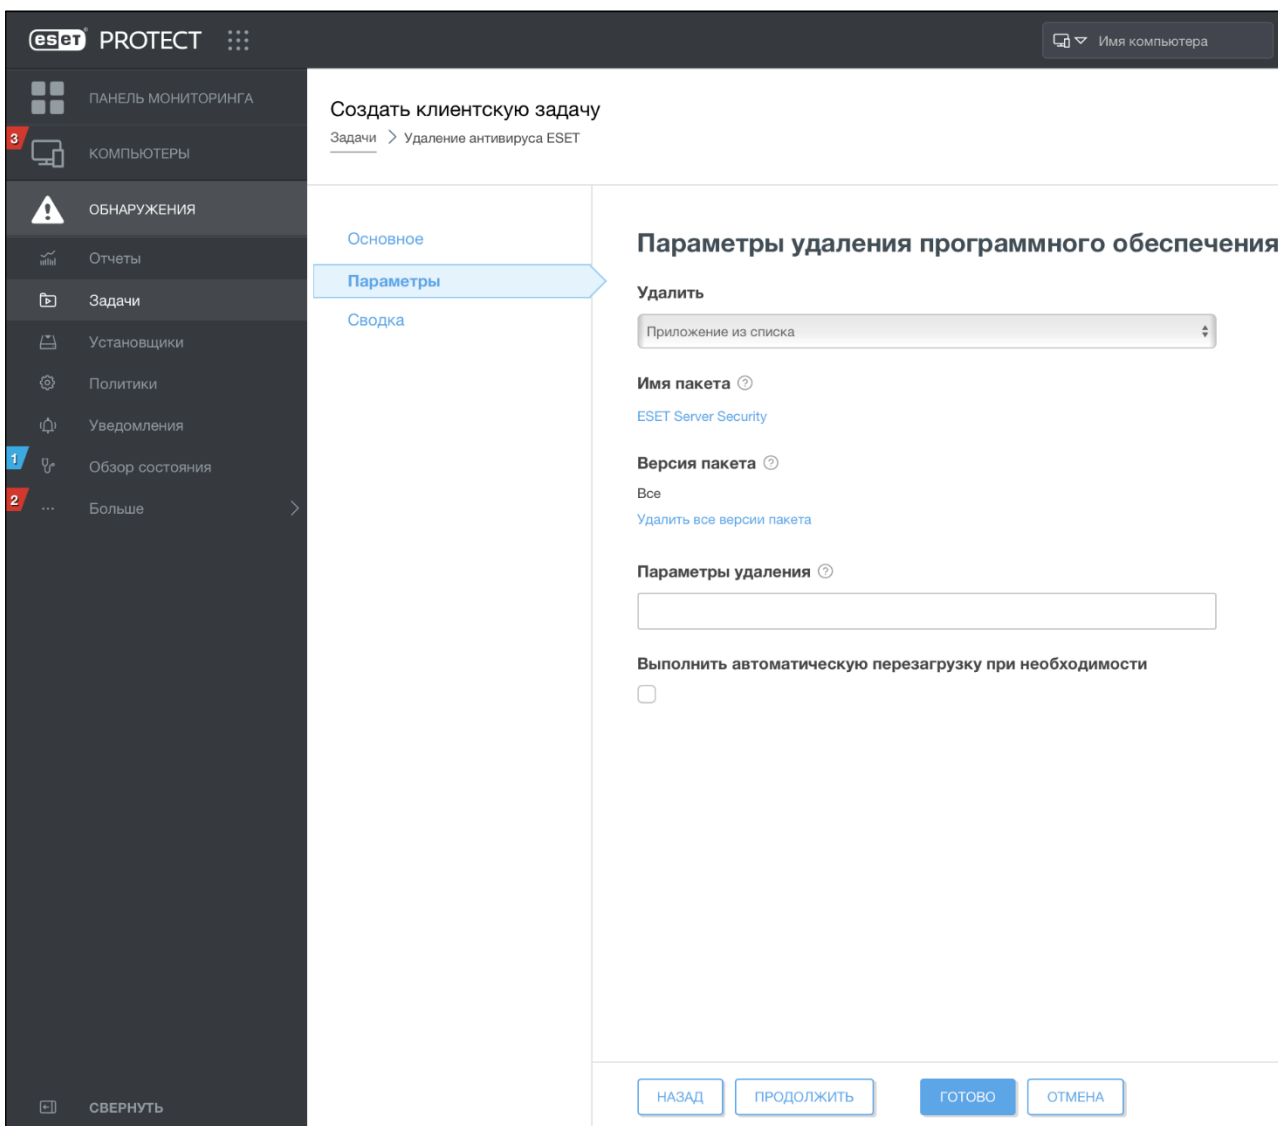 eset PROTECT
Имя компьютера
ПАНЕЛЬ МОНИТОРИНГА
3
КОМПЬЮТЕРЫ
ОБНАРУЖЕНИЯ
Отчеты
Задачи
Установщики
Политики
Уведомления
1
Обзор состояния
2
Больше
СВЕРНУТЬ
Создать клиентскую задачу
Задачи > Удаление антивируса ESET
Основное
Параметры
Сводка
Параметры удаления программного обеспечения
Удалить
Приложение из списка
Имя пакета ?
ESET Server Security
Версия пакета ?
Все
Удалить все версии пакета
Параметры удаления ?
Выполнить автоматическую перезагрузку при необходимости
НАЗАД ПРОДОЛЖИТЬ ГОТОВО ОТМЕНА